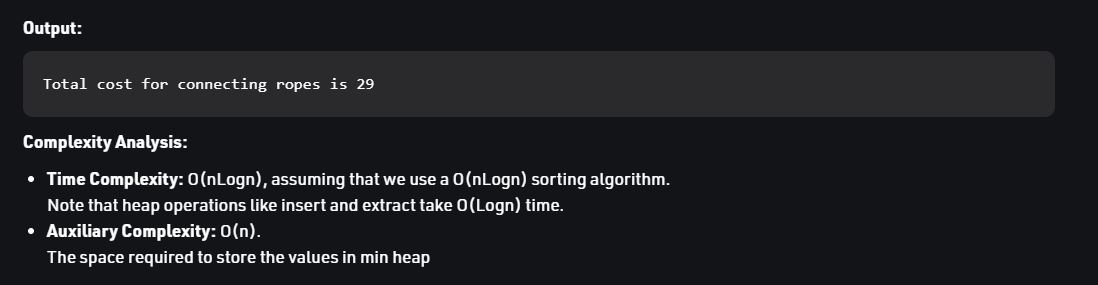 Output:
Total cost for connecting ropes is 29
Complexity Analysis:
• Time Complexity: O(nLogn), assuming that we use a O(nLogn) sorting algorithm.
Note that heap operations like insert and extract take O(Logn) time.
• Auxiliary Complexity: O(n).
The space required to store the values in min heap